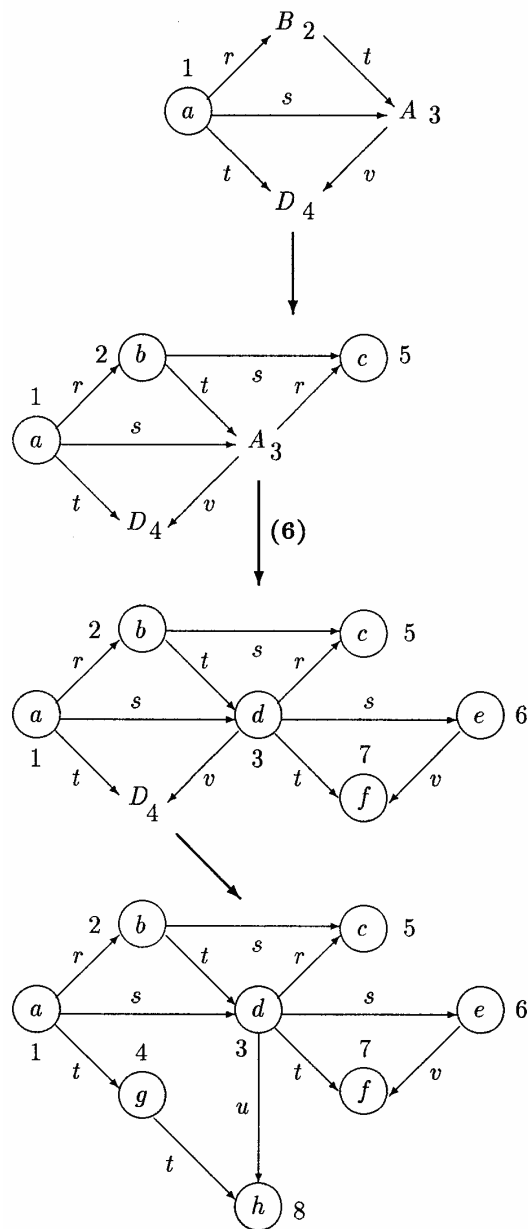 B 2
1 r t
a s A 3
t v
D 4
2 b c 5
s
1 r t r
a s A 3
t D 4 v
(6)
2 b c 5
s
r t r
a s d s e 6
1 3 7
t v t v
D 4 f
2 b c 5
s
r t r
a s d s e 6
1 4 3 7
t t v
g f
u
t
h 8